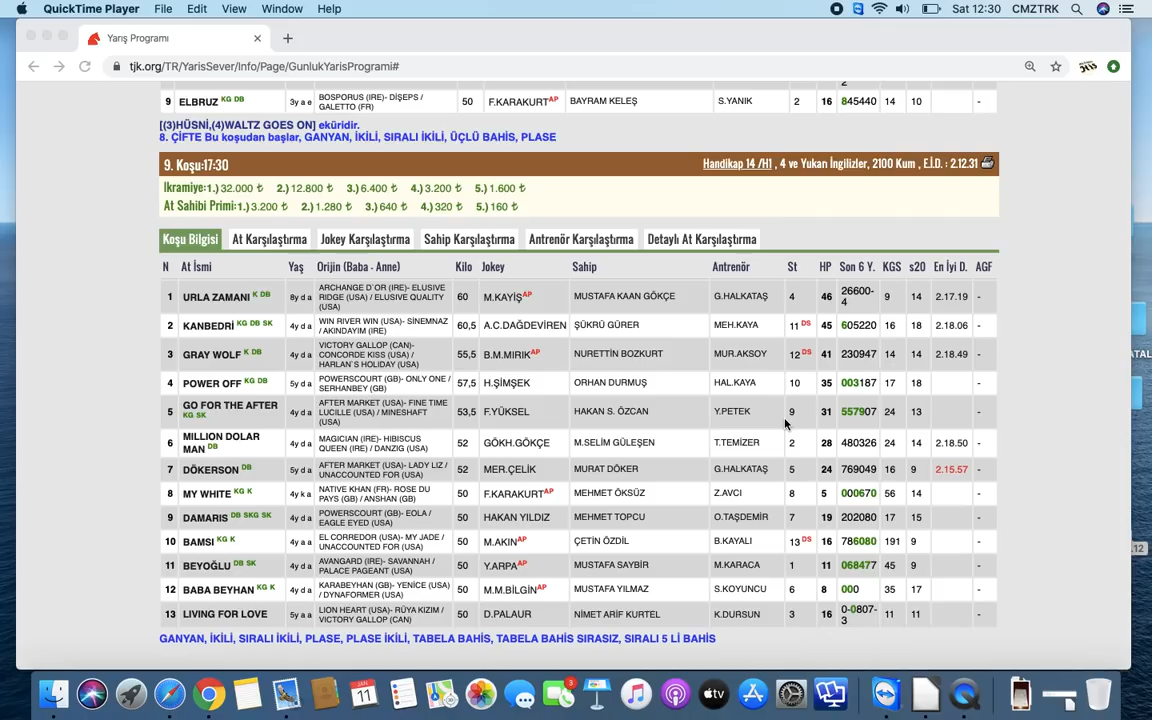 QuickTime Player File Edit View Window Help Sat 12:30 CMZTRK
Yarış Programı
tjk.org/TR/YarisSever/Info/Page/GunlukYarisProgrami#
9 ELBRUZ KG DB 3y a e BOSPORUS (IRE)- DİŞEPS / GALETTO (FR) 50 F.KARAKURT AP BAYRAM KELEŞ S.YANIK 2 16 845440 14 10 -
[(3)HÜSNİ,(4)WALTZ GOES ON] eküridir.
8. ÇİFTE Bu koşudan başlar, GANYAN, İKİLİ, SIRALI İKİLİ, ÜÇLÜ BAHİS, PLASE
9. Koşu:17:30 Handikap 14 /H1 , 4 ve Yukarı İngilizler, 2100 Kum , E.İ.D. : 2.12.31
Ikramiye:1.) 32.000 ₺ 2.) 12.800 ₺ 3.) 6.400 ₺ 4.) 3.200 ₺ 5.) 1.600 ₺
At Sahibi Primi:1.) 3.200 ₺ 2.) 1.280 ₺ 3.) 640 ₺ 4.) 320 ₺ 5.) 160 ₺
Koşu Bilgisi At Karşılaştırma Jokey Karşılaştırma Sahip Karşılaştırma Antrenör Karşılaştırma Detaylı At Karşılaştırma
N At İsmi Yaş Orijin (Baba - Anne) Kilo Jokey Sahip Antrenör St HP Son 6 Y. KGS s20 En İyi D. AGF
1 URLA ZAMANI K DB 8y d a ARCHANGE D`OR (IRE)- ELUSIVE RIDGE (USA) / ELUSIVE QUALITY (USA) 60 M.KAYİŞ AP MUSTAFA KAAN GÖKÇE G.HALKATAŞ 4 46 26600-4 9 14 2.17.19 -
2 KANBEDRİ KG DB SK 4y d a WIN RIVER WIN (USA)- SİNEMNAZ / AKINDAYIM (IRE) 60,5 A.C.DAĞDEVİREN ŞÜKRÜ GÜRER MEH.KAYA 11 DS 45 605220 16 18 2.18.06 -
3 GRAY WOLF K DB 4y d a VICTORY GALLOP (CAN)- CONCORDE KISS (USA) / HARLAN`S HOLIDAY (USA) 55,5 B.M.MIRIK AP NURETTİN BOZKURT MUR.AKSOY 12 DS 41 230947 14 14 2.18.49 -
4 POWER OFF KG DB 5y d a POWERSCOURT (GB)- ONLY ONE / SERHANBEY (GB) 57,5 H.ŞİMŞEK ORHAN DURMUŞ HAL.KAYA 10 35 003187 17 18 -
5 GO FOR THE AFTER KG SK 4y d a AFTER MARKET (USA)- FINE TIME LUCILLE (USA) / MINESHAFT (USA) 53,5 F.YÜKSEL HAKAN S. ÖZCAN Y.PETEK 9 31 557907 24 13 -
6 MILLION DOLAR MAN DB 4y d a MAGICIAN (IRE)- HIBISCUS QUEEN (IRE) / DANZIG (USA) 52 GÖKH.GÖKÇE M.SELİM GÜLEŞEN T.TEMİZER 2 28 480326 24 14 2.18.50 -
7 DÖKERSON DB 5y d a AFTER MARKET (USA)- LADY LIZ / UNACCOUNTED FOR (USA) 52 MER.ÇELİK MURAT DÖKER G.HALKATAŞ 5 24 769049 16 9 2.15.57 -
8 MY WHITE KG K 4y k a NATIVE KHAN (FR)- ROSE DU PAYS (GB) / ANSHAN (GB) 50 F.KARAKURT AP MEHMET ÖKSÜZ Z.AVCI 8 5 000670 56 14 -
9 DAMARIS DB SKG SK 4y d a POWERSCOURT (GB)- EOLA / EAGLE EYED (USA) 50 HAKAN YILDIZ MEHMET TOPCU O.TAŞDEMİR 7 19 202080 17 15 -
10 BAMSI KG K 4y a a EL CORREDOR (USA)- MY JADE / UNACCOUNTED FOR (USA) 50 M.AKIN AP ÇETİN ÖZDİL B.KAYALI 13 DS 16 786080 191 9 -
11 BEYOĞLU DB SK 4y d a AVANGARD (IRE)- SAVANNAH / PALACE PAGEANT (USA) 50 Y.ARPA AP MUSTAFA SAYBİR M.KARACA 1 11 068477 45 9 -
12 BABA BEYHAN KG K 4y d a KARABEYHAN (GB)- YENİCE (USA) / DYNAFORMER (USA) 50 M.M.BİLGİN AP MUSTAFA YILMAZ S.KOYUNCU 6 8 000 35 17 -
13 LIVING FOR LOVE 5y a a LION HEART (USA)- RÜYA KIZIM / VICTORY GALLOP (CAN) 50 D.PALAUR NİMET ARİF KURTEL K.DURSUN 3 16 0-0807-3 11 11 -
GANYAN, İKİLİ, SIRALI İKİLİ, PLASE, PLASE İKİLİ, TABELA BAHİS, TABELA BAHİS SIRASIZ, SIRALI 5 Lİ BAHİS